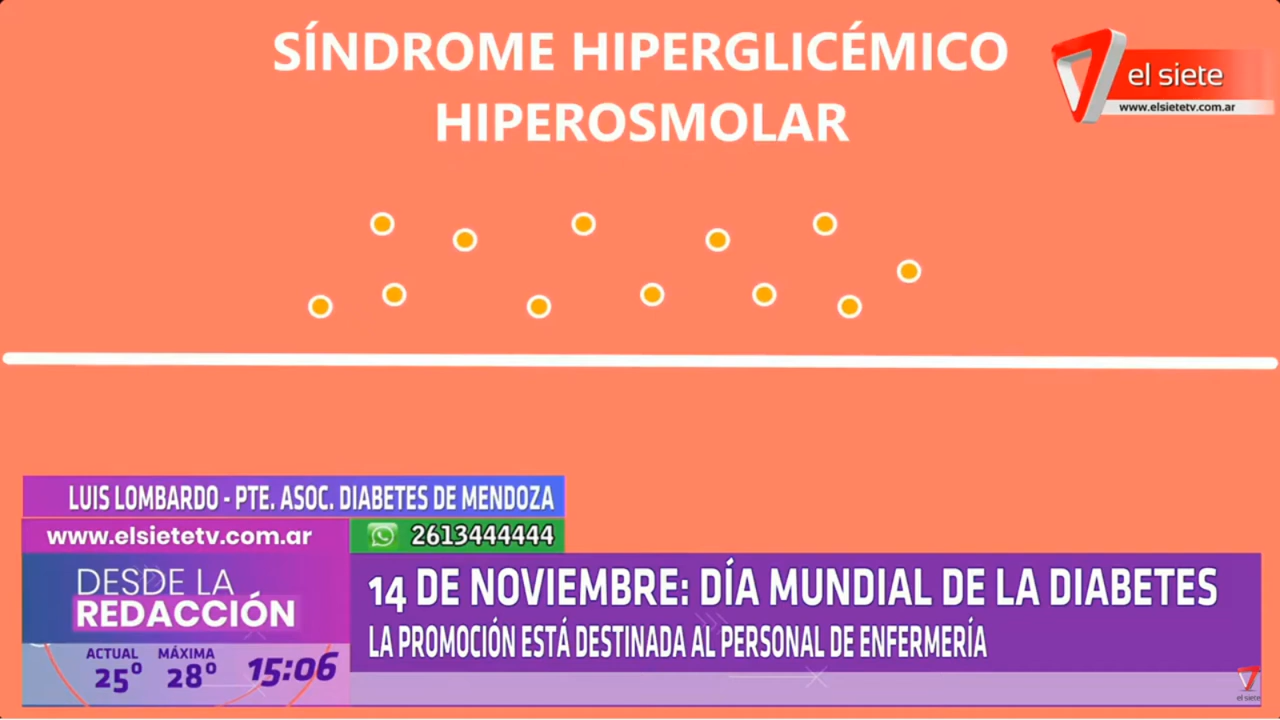 SÍNDROME HIPERGLICÉMICO
HIPEROSMOLAR
el siete
www.elsietetv.com.ar
LUIS LOMBARDO - PTE. ASOC. DIABETES DE MENDOZA
www.elsietetv.com.ar
2613444444
DESDE LA
REDACCIÓN
14 DE NOVIEMBRE: DÍA MUNDIAL DE LA DIABETES
LA PROMOCIÓN ESTÁ DESTINADA AL PERSONAL DE ENFERMERÍA
ACTUAL MÁXIMA
25º 28º 15:06
el siete